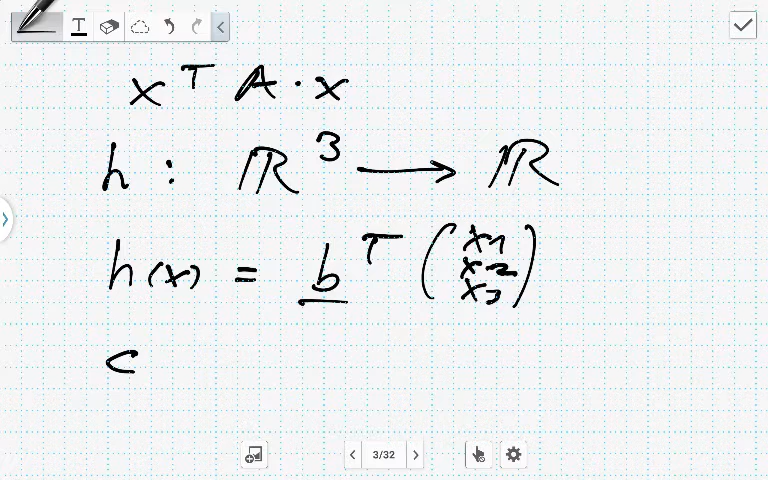 T
x^T A · x
h : ℝ^3 ⟶ ℝ
h(x) = b^T (x1 x2 x3)
c
3/32